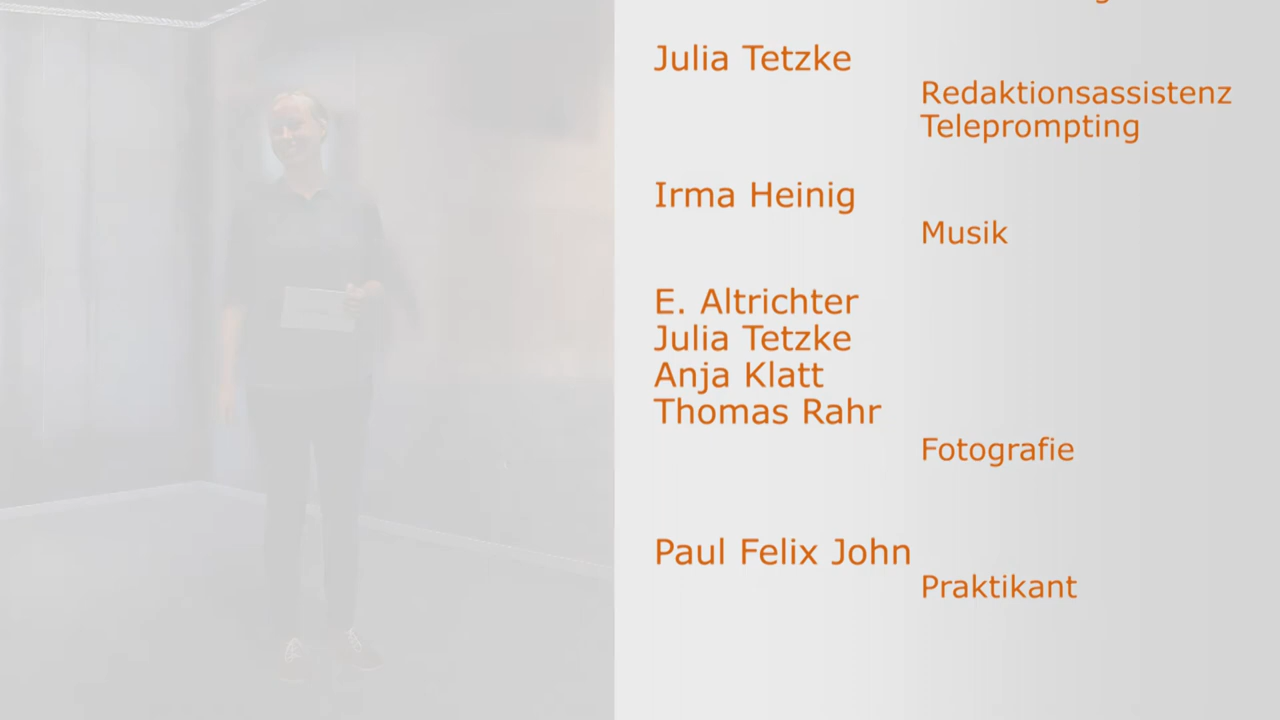 Julia Tetzke
Redaktionsassistenz
Teleprompting
Irma Heinig
Musik
E. Altrichter
Julia Tetzke
Anja Klatt
Thomas Rahr
Fotografie
Paul Felix John
Praktikant